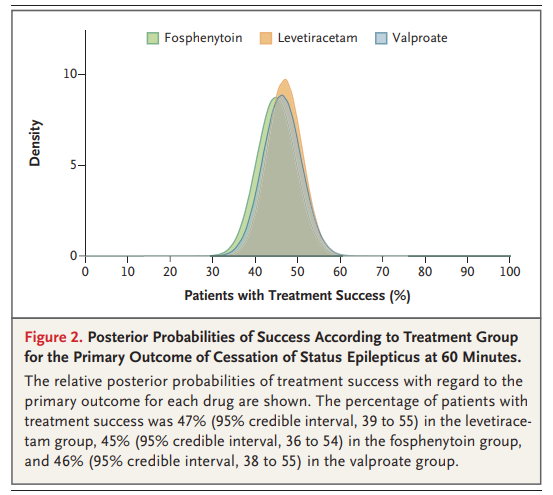 Fosphenytoin Levetiracetam Valproate
10
5
0
Density
0 10 20 30 40 50 60 70 80 90 100
Patients with Treatment Success (%)
Figure 2. Posterior Probabilities of Success According to Treatment Group
for the Primary Outcome of Cessation of Status Epilepticus at 60 Minutes.
The relative posterior probabilities of treatment success with regard to the
primary outcome for each drug are shown. The percentage of patients with
treatment success was 47% (95% credible interval, 39 to 55) in the levetirace-
tam group, 45% (95% credible interval, 36 to 54) in the fosphenytoin group,
and 46% (95% credible interval, 38 to 55) in the valproate group.